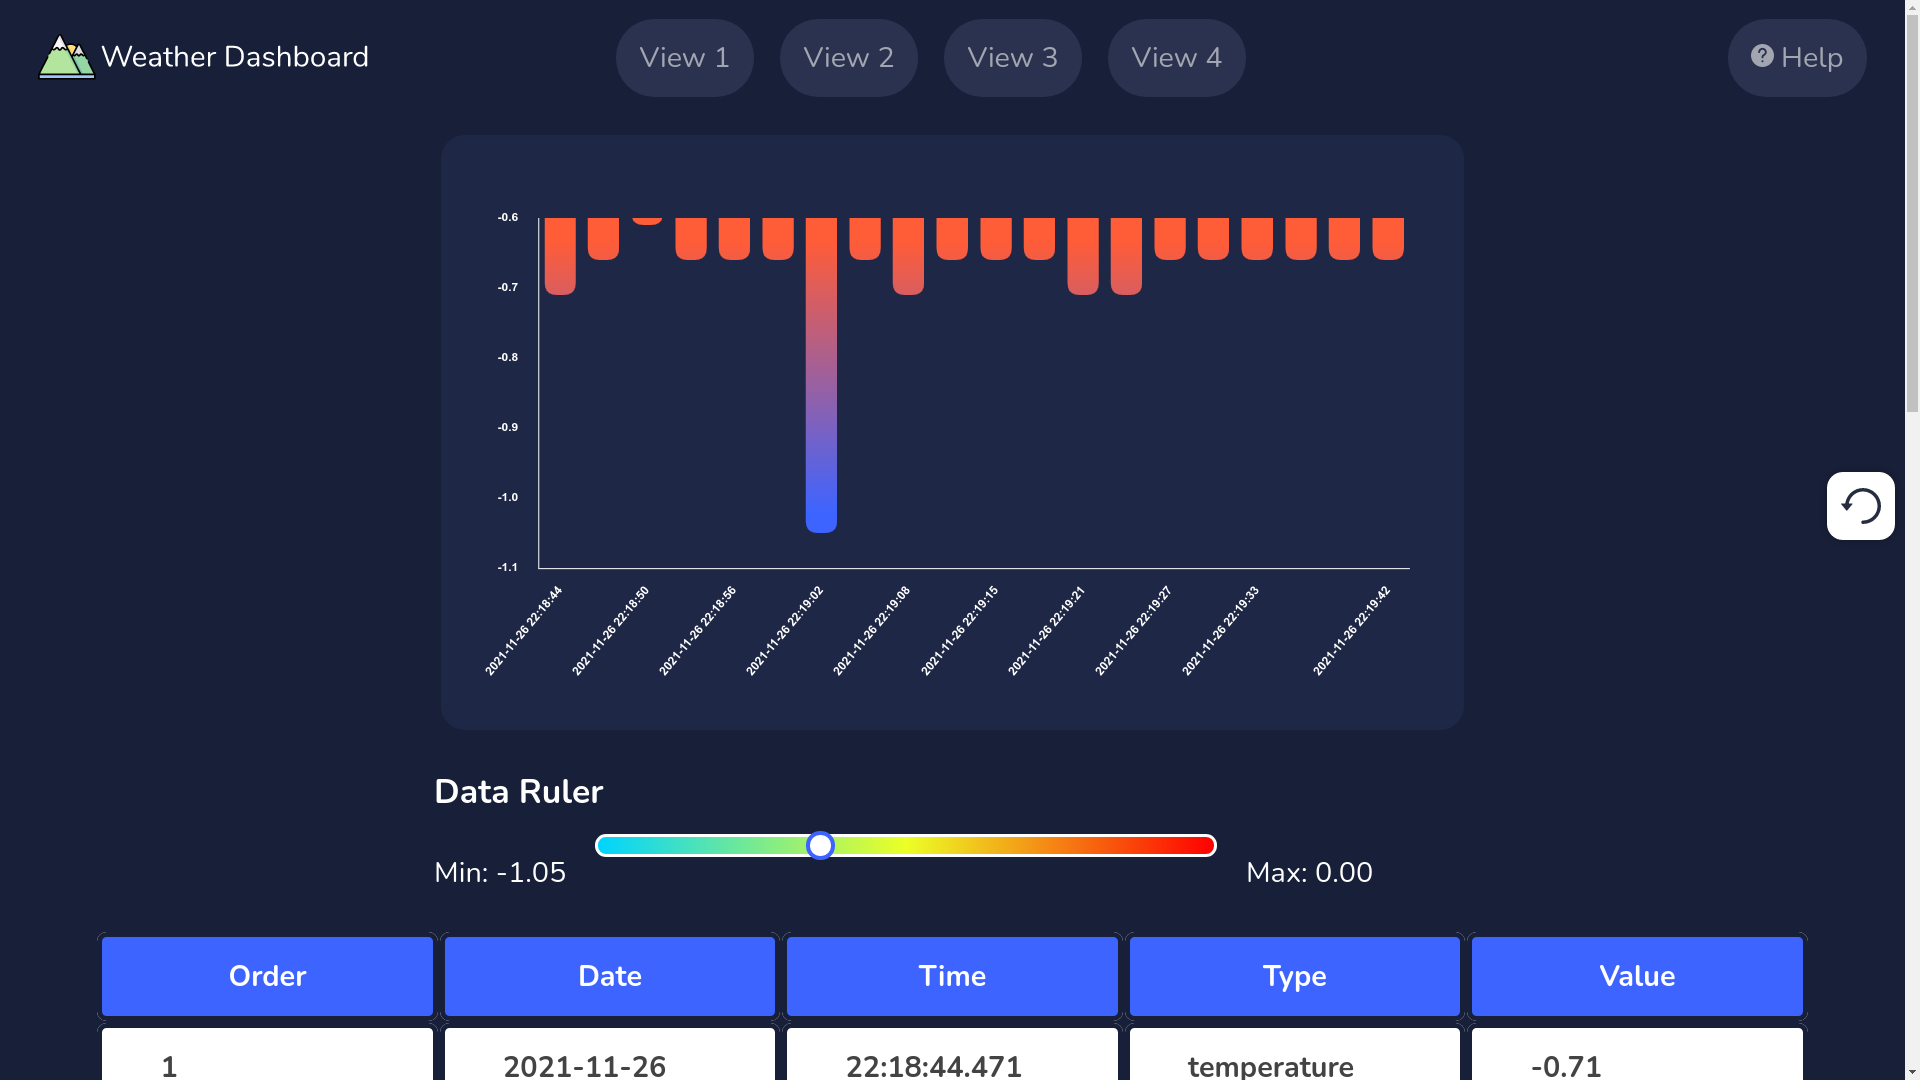 Weather Dashboard
View 1
View 2
View 3
View 4
Help
-0.6
-0.7
-0.8
-0.9
-1.0
-1.1
2021-11-26 22:18:44
2021-11-26 22:18:50
2021-11-26 22:18:56
2021-11-26 22:19:02
2021-11-26 22:19:08
2021-11-26 22:19:15
2021-11-26 22:19:21
2021-11-26 22:19:27
2021-11-26 22:19:33
2021-11-26 22:19:42
Data Ruler
Min: -1.05
Max: 0.00
Order Date Time Type Value
1 2021-11-26 22:18:44.471 temperature -0.71